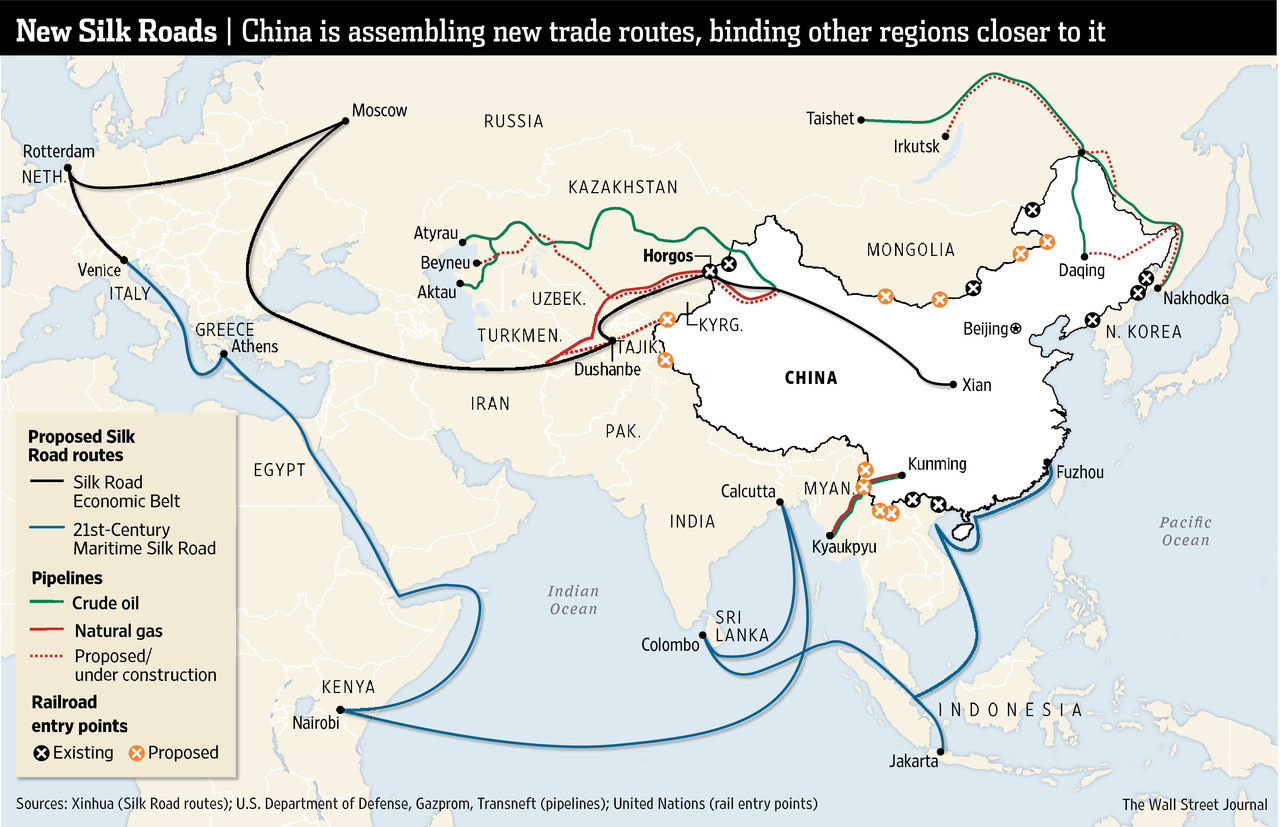 New Silk Roads | China is assembling new trade routes, binding other regions closer to it
Moscow
RUSSIA
Taishet
Irkutsk
Rotterdam
NETH.
KAZAKHSTAN
Atyrau
Beyneu
Aktau
Horgos
MONGOLIA
Venice
ITALY
UZBEK.
Daqing
Nakhodka
GREECE
Athens
TURKMEN.
KYRG.
Beijing
N. KOREA
TAJIK.
Dushanbe
CHINA
Xian
IRAN
PAK.
EGYPT
Kunming
Fuzhou
Calcutta
MYAN.
INDIA
Kyaukpyu
Pacific
Ocean
Indian
Ocean
SRI
LANKA
Colombo
KENYA
Nairobi
INDONESIA
Jakarta
Proposed Silk
Road routes
Silk Road
Economic Belt
21st-Century
Maritime Silk Road
Pipelines
Crude oil
Natural gas
Proposed/
under construction
Railroad
entry points
Existing
Proposed
Sources: Xinhua (Silk Road routes); U.S. Department of Defense, Gazprom, Transneft (pipelines); United Nations (rail entry points)
The Wall Street Journal